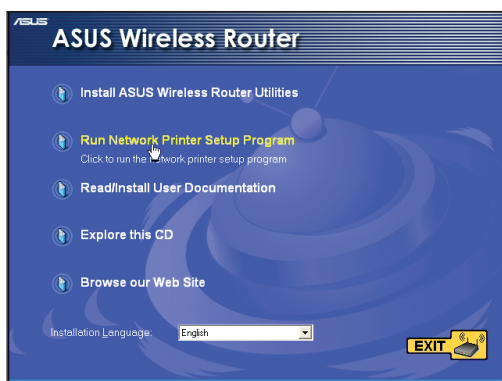 ASUS
ASUS Wireless Router
Install ASUS Wireless Router Utilities
Run Network Printer Setup Program
Click to run the network printer setup program
Read/Install User Documentation
Explore this CD
Browse our Web Site
Installation Language: English
EXIT